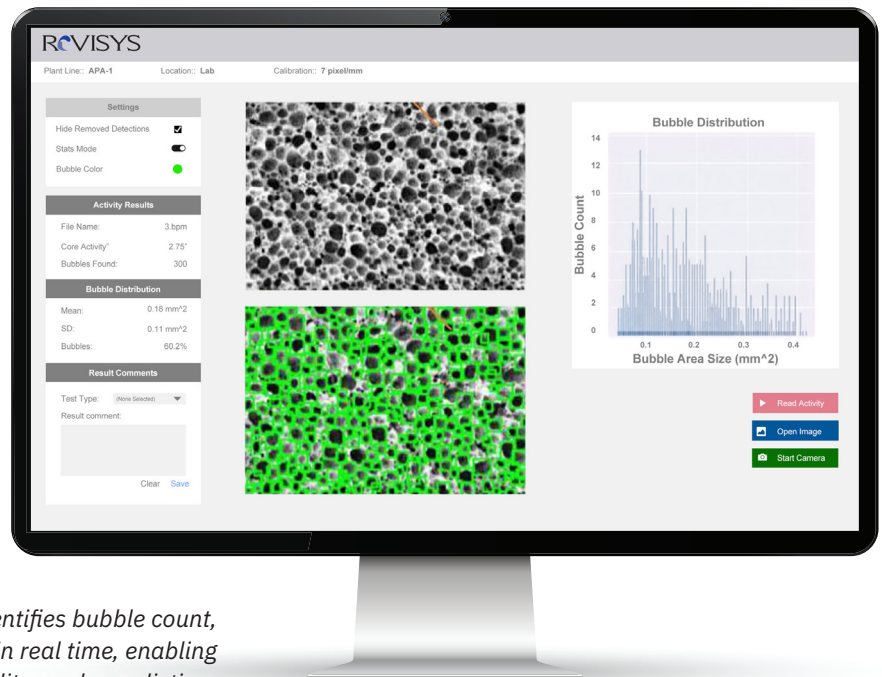 REVISYS
Plant Line:: APA-1 Location:: Lab Calibration:: 7 pixel/mm
Settings
Hide Removed Detections
Stats Mode
Bubble Color
Activity Results
File Name: 3.bpm
Core Activity" 2.75"
Bubbles Found: 300
Bubble Distribution
Mean: 0.18 mm^2
SD: 0.11 mm^2
Bubbles: 60.2%
Result Comments
Test Type: (None Selected)
Result comment:
Clear Save
Bubble Distribution
Bubble Count
14
12
10
8
6
4
2
0
0.1 0.2 0.3 0.4
Bubble Area Size (mm^2)
Read Activity
Open Image
Start Camera
entifies bubble count,
in real time, enabling